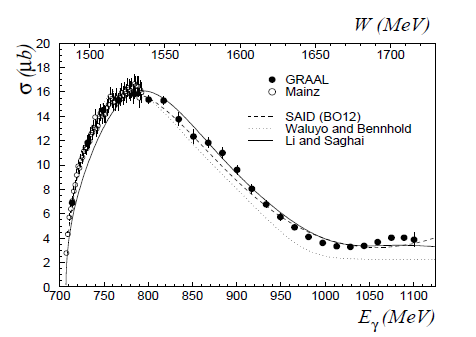 W (MeV)
1500 1550 1600 1650 1700
σ (μb)
20
18
16
14
12
10
8
6
4
2
0
GRAAL
Mainz
SAID (BO12)
Waluyo and Bennhold
Li and Saghai
700 750 800 850 900 950 1000 1050 1100
Eγ (MeV)